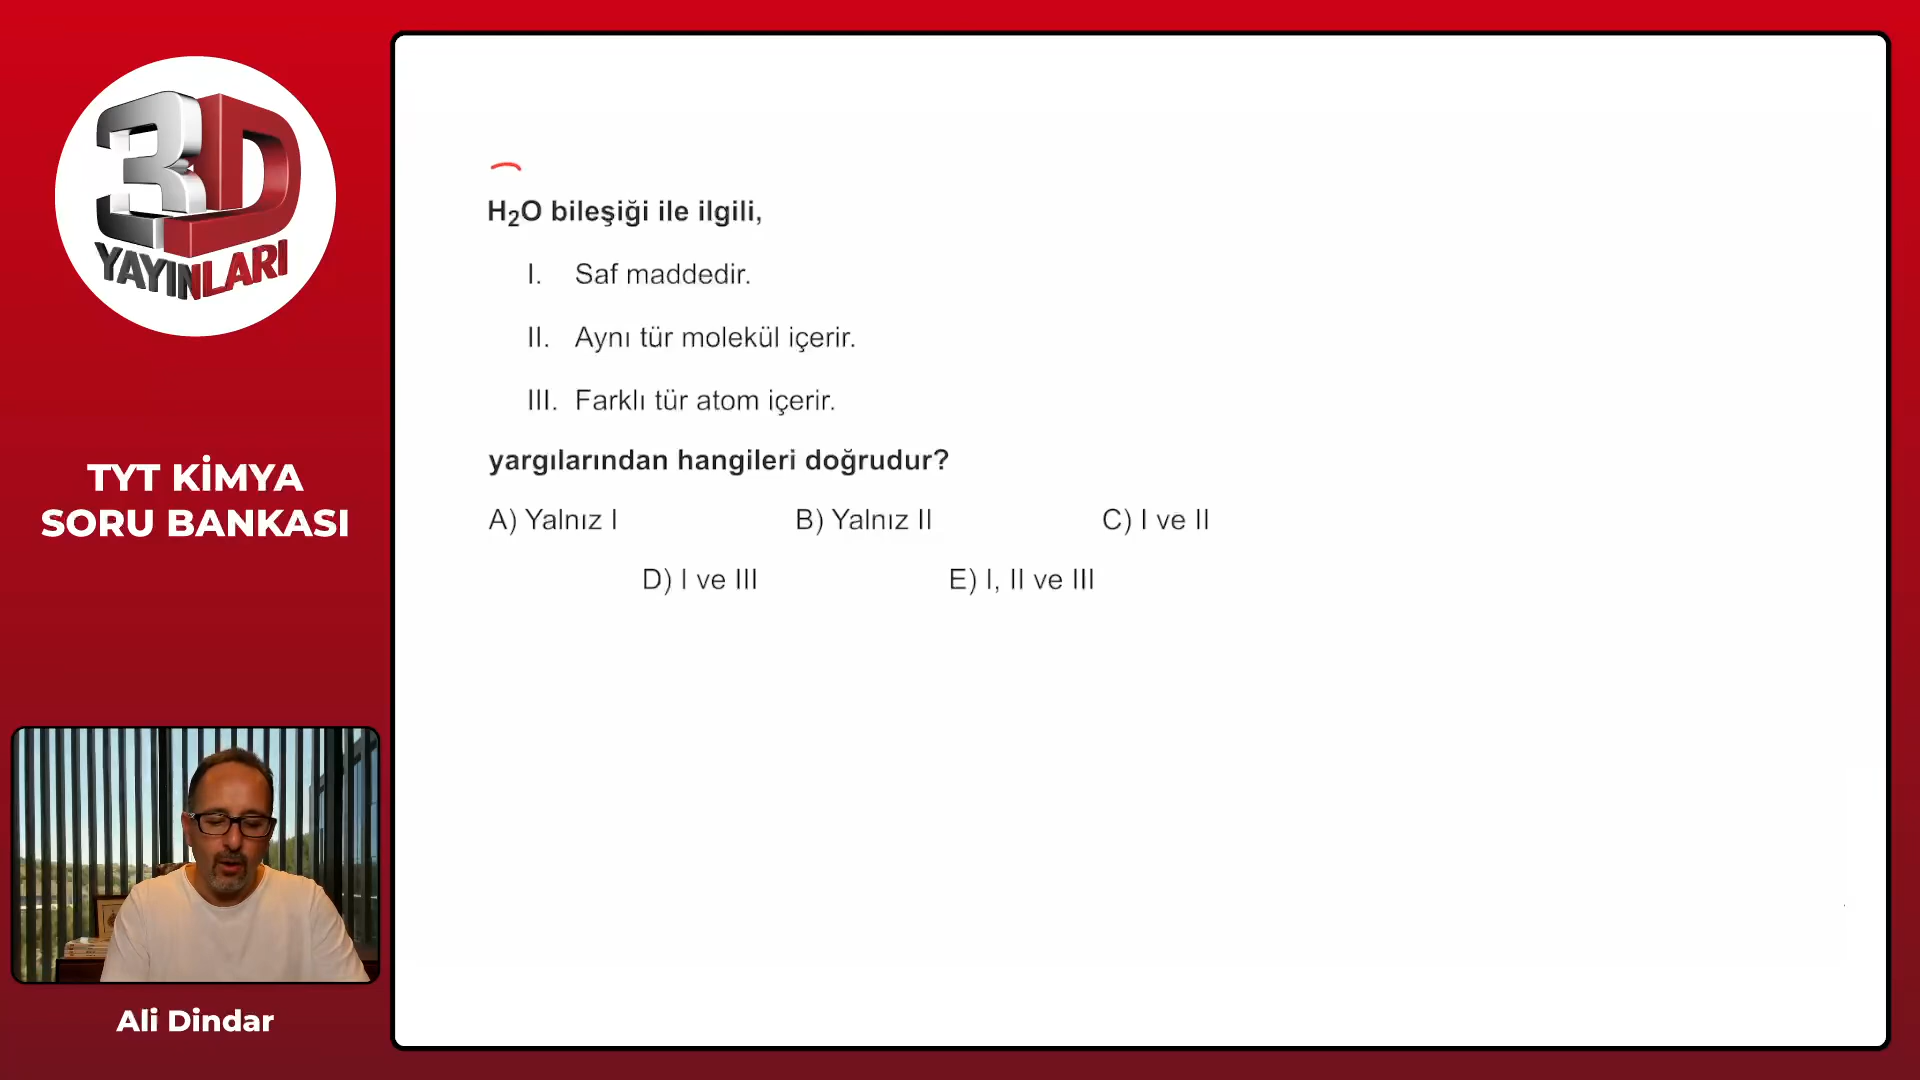 3D
YAYINLARI
TYT KİMYA
SORU BANKASI
Ali Dindar
H₂O bileşiği ile ilgili,
I. Saf maddedir.
II. Aynı tür molekül içerir.
III. Farklı tür atom içerir.
yargılarından hangileri doğrudur?
A) Yalnız I B) Yalnız II C) I ve II
D) I ve III E) I, II ve III